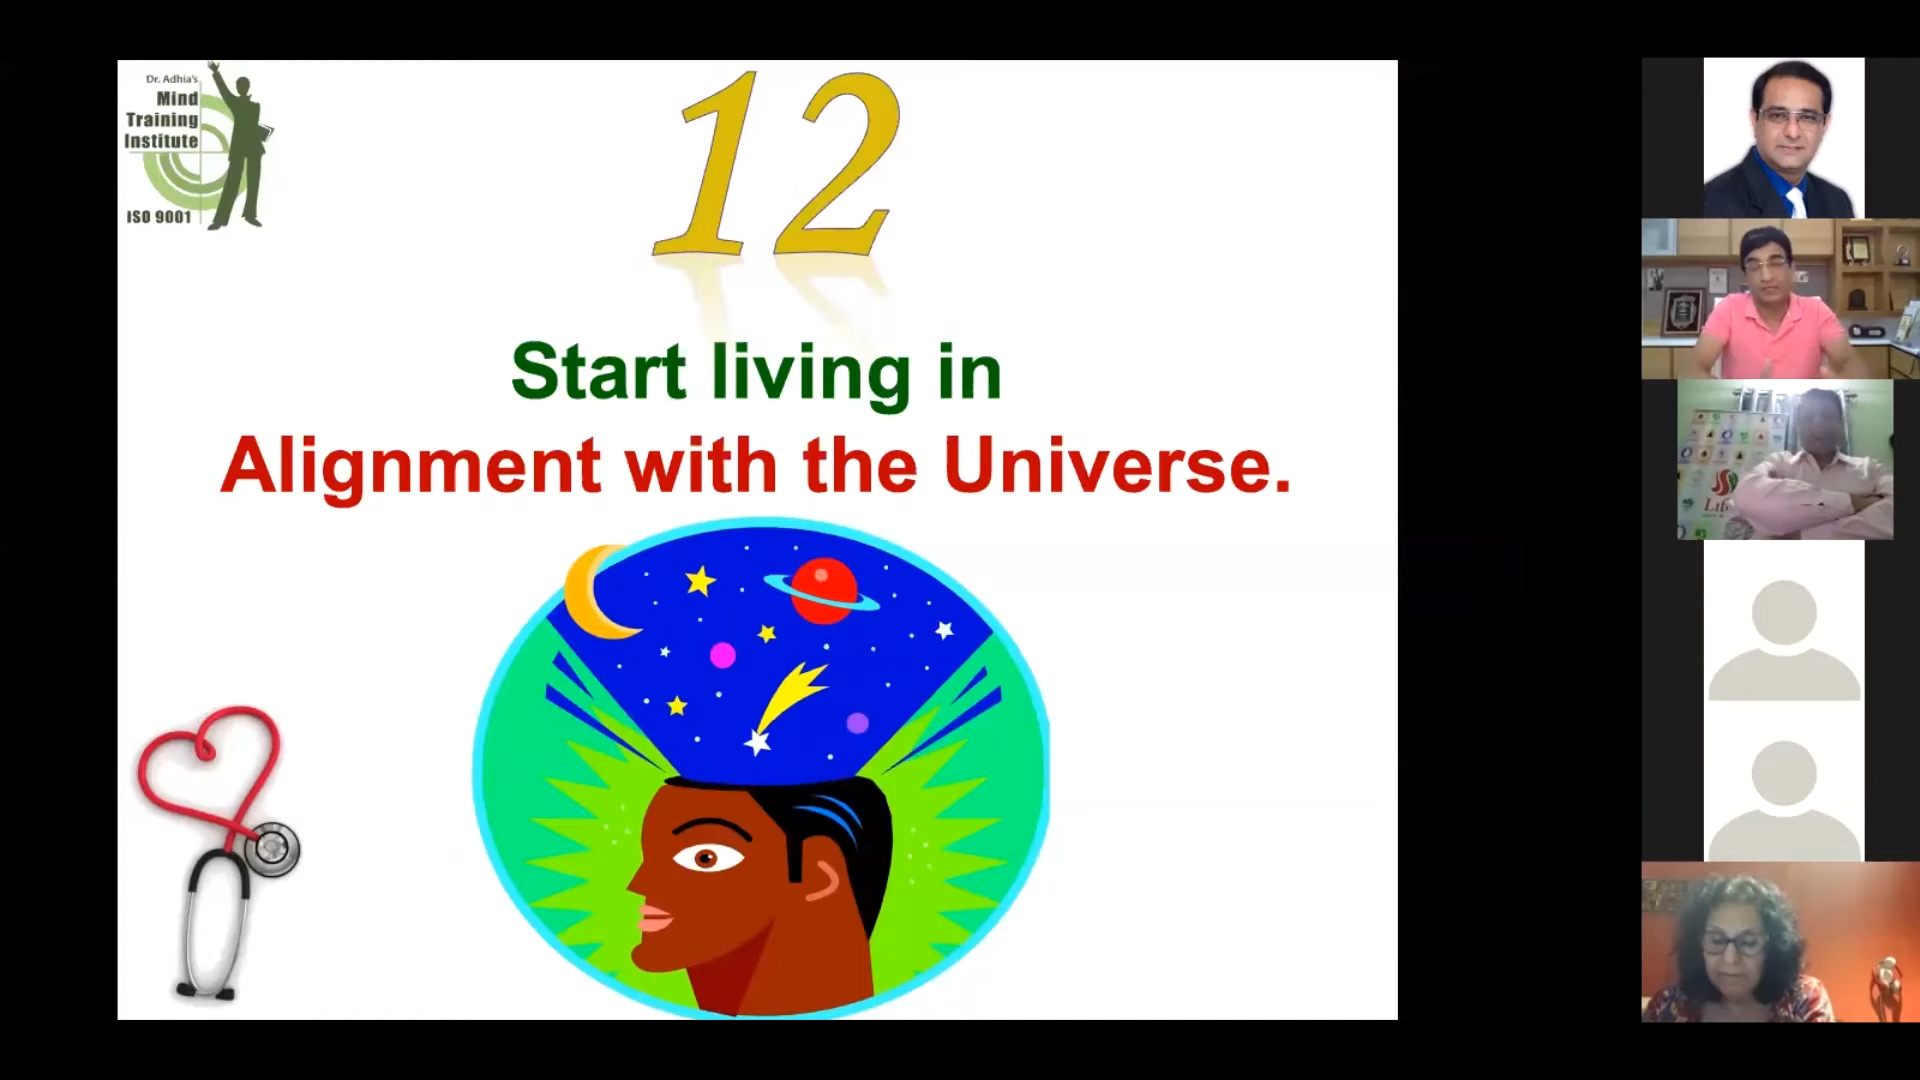 Dr. Adhia's
Mind
Training
Institute
ISO 9001
12
Start living in
Alignment with the Universe.